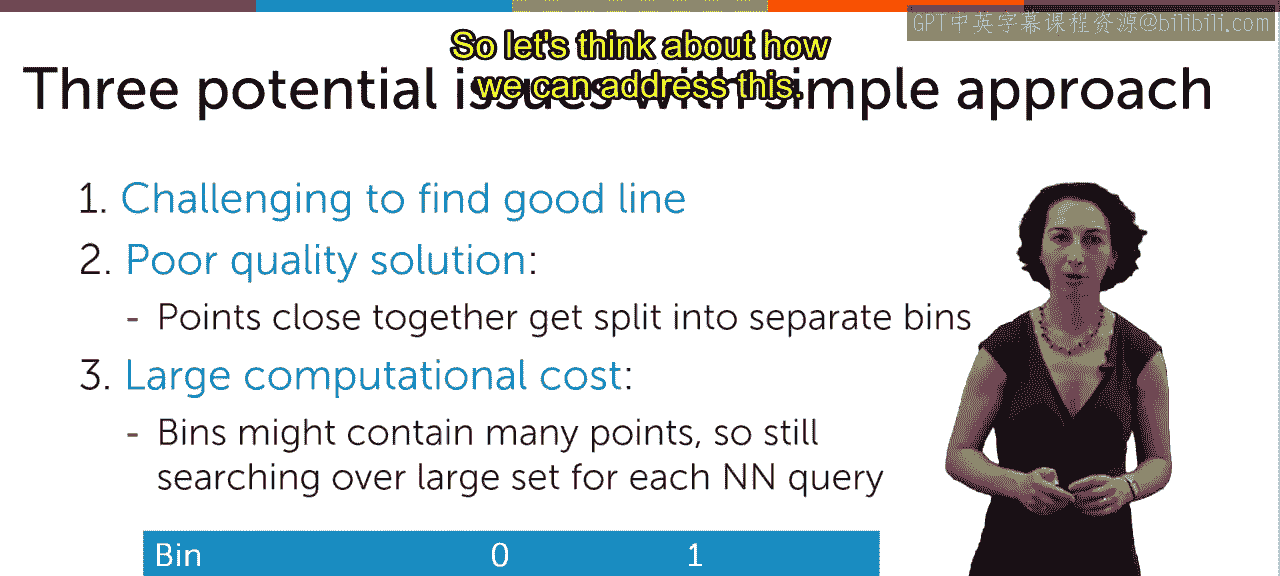 GPT中英字幕课程资源@bilibili.com
So let's think about how
we can address this.
Three potential issues with simple approach
1. Challenging to find good line
2. Poor quality solution:
- Points close together get split into separate bins
3. Large computational cost:
- Bins might contain many points, so still
searching over large set for each NN query
Bin 0 1